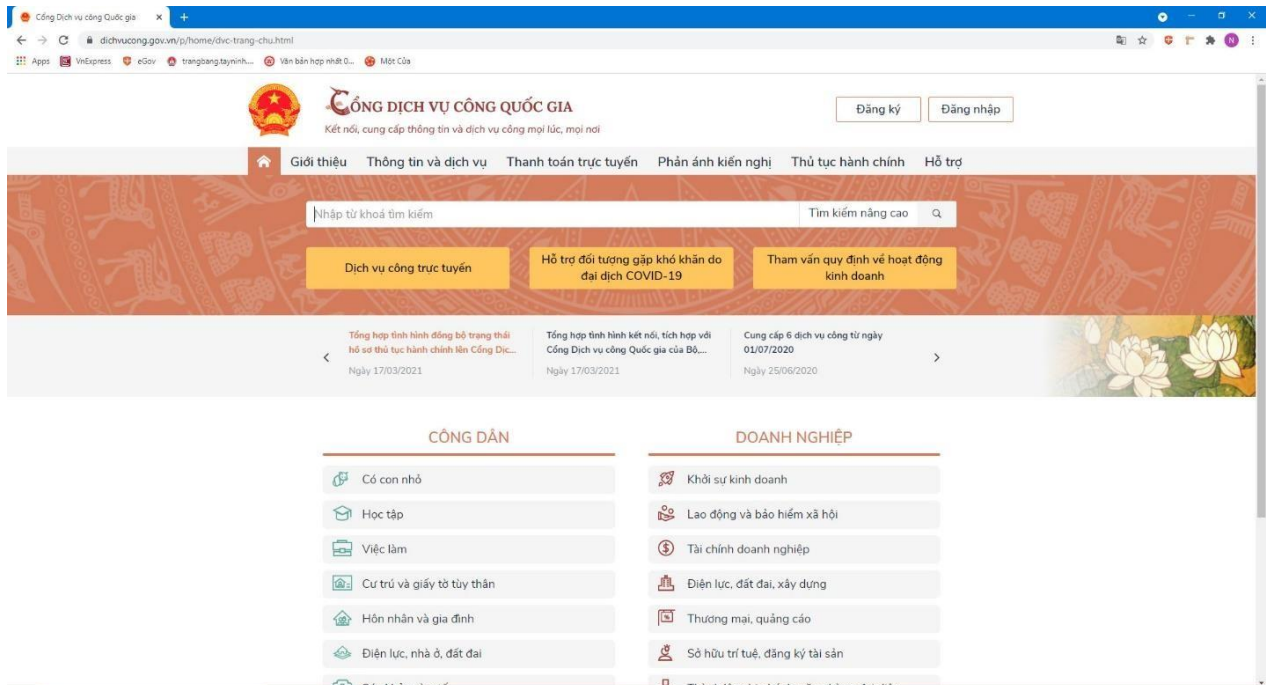 Cổng Dịch vụ công Quốc gia
dichvucong.gov.vn/p/home/dvc-trang-chu.html
N
Apps VnExpress eGov trangbang.tayninh... Văn bản hợp nhất 0... Một Cửa
CỔNG DỊCH VỤ CÔNG QUỐC GIA
Kết nối, cung cấp thông tin và dịch vụ công mọi lúc, mọi nơi
Đăng ký Đăng nhập
Giới thiệu Thông tin và dịch vụ Thanh toán trực tuyến Phản ánh kiến nghị Thủ tục hành chính Hỗ trợ
Nhập từ khoá tìm kiếm Tìm kiếm nâng cao
Dịch vụ công trực tuyến
Hỗ trợ đối tượng gặp khó khăn do
đại dịch COVID-19
Tham vấn quy định về hoạt động
kinh doanh
Tổng hợp tình hình đồng bộ trạng thái
hồ sơ thủ tục hành chính lên Cổng Dịc...
Ngày 17/03/2021
Tổng hợp tình hình kết nối, tích hợp với
Cổng Dịch vụ công Quốc gia của Bộ,...
Ngày 17/03/2021
Cung cấp 6 dịch vụ công từ ngày
01/07/2020
Ngày 25/06/2020
CÔNG DÂN
Có con nhỏ
Học tập
Việc làm
Cư trú và giấy tờ tùy thân
Hôn nhân và gia đình
Điện lực, nhà ở, đất đai
DOANH NGHIỆP
Khởi sự kinh doanh
Lao động và bảo hiểm xã hội
Tài chính doanh nghiệp
Điện lực, đất đai, xây dựng
Thương mại, quảng cáo
Sở hữu trí tuệ, đăng ký tài sản